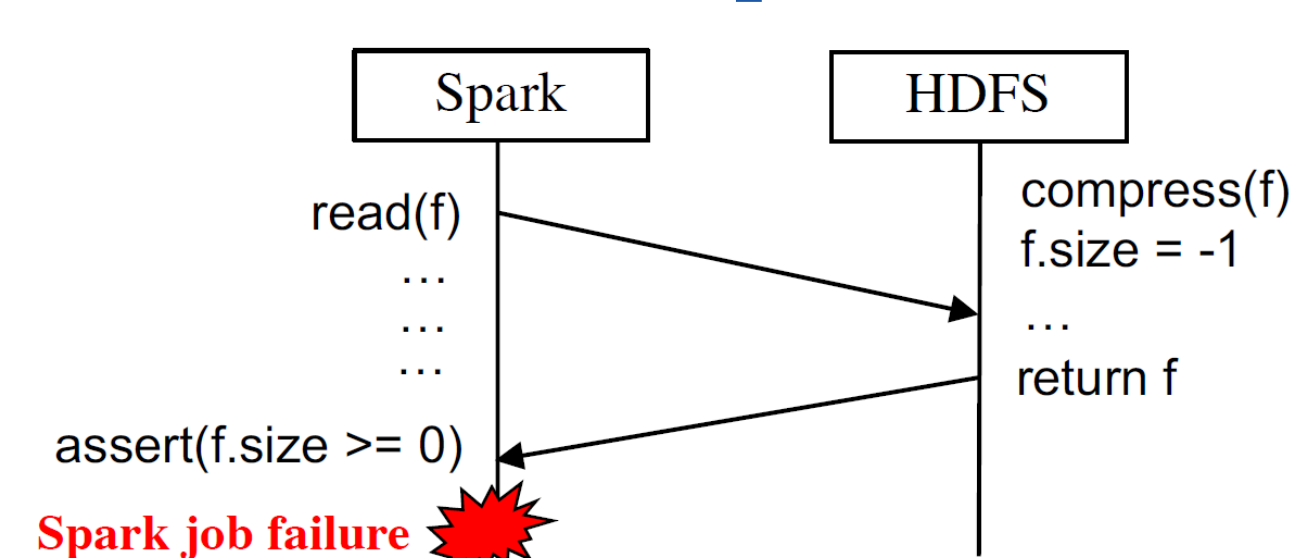 Spark
HDFS
compress(f)
read(f)
f.size = -1
...
...
...
...
return f
assert(f.size >= 0)
Spark job failure